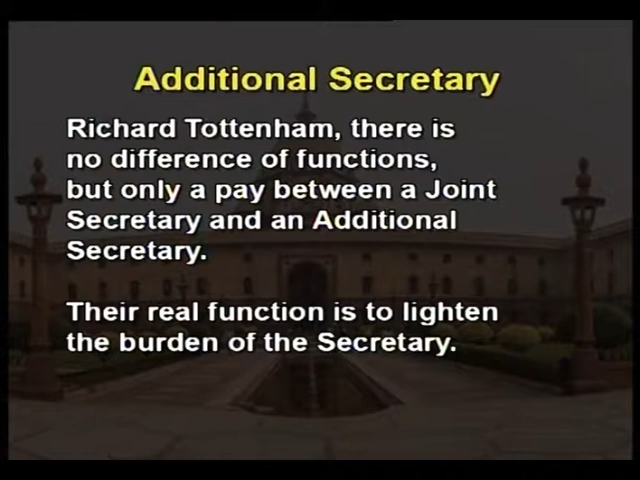 Additional Secretary
Richard Tottenham, there is
no difference of functions,
but only a pay between a Joint
Secretary and an Additional
Secretary.
Their real function is to lighten
the burden of the Secretary.